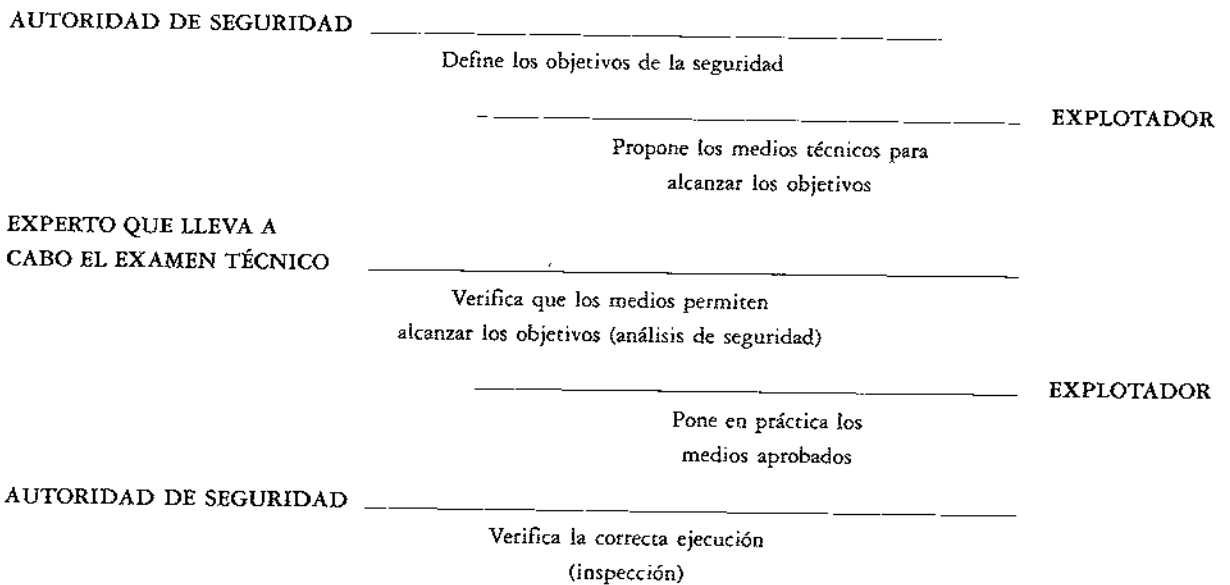 AUTORIDAD DE SEGURIDAD
Define los objetivos de la seguridad
EXPLOTADOR
Propone los medios técnicos para
alcanzar los objetivos
EXPERTO QUE LLEVA A
CABO EL EXAMEN TÉCNICO
Verifica que los medios permiten
alcanzar los objetivos (análisis de seguridad)
EXPLOTADOR
Pone en práctica los
medios aprobados
AUTORIDAD DE SEGURIDAD
Verifica la correcta ejecución
(inspección)